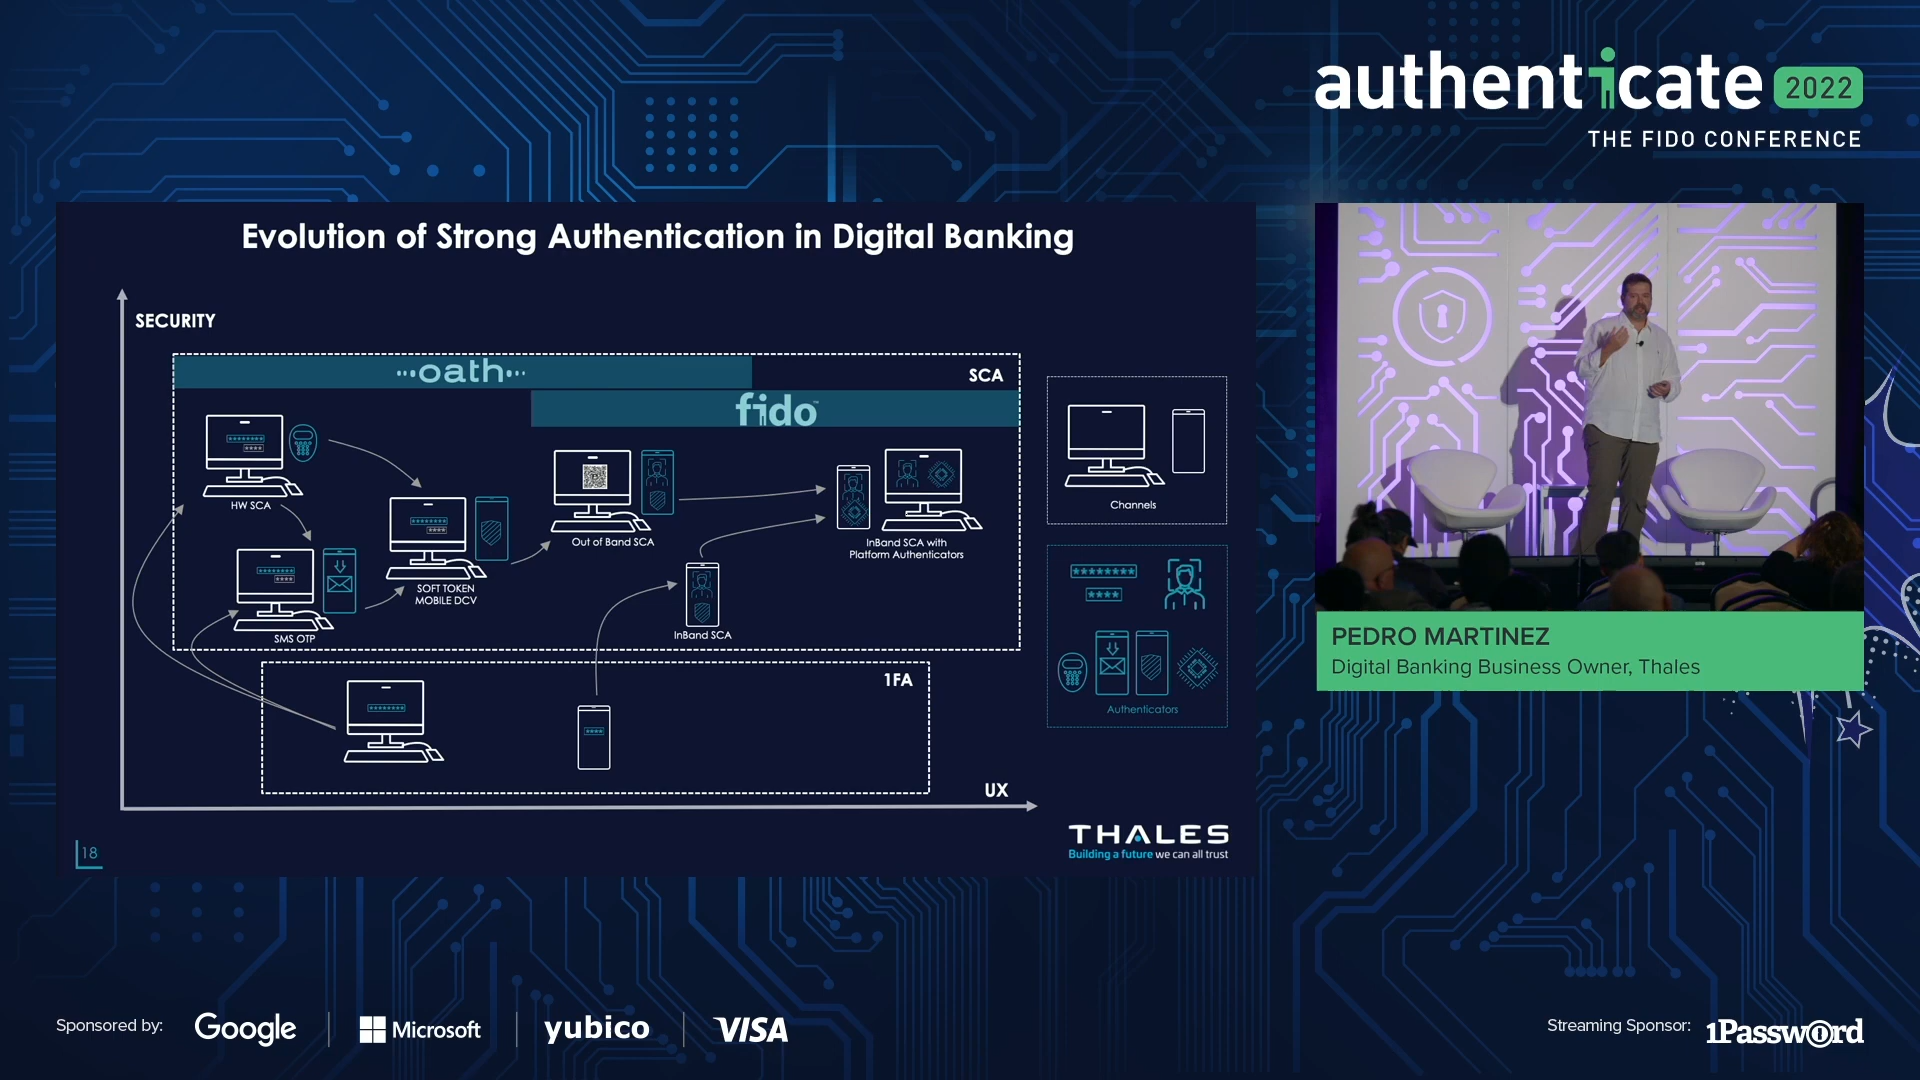 authenticate 2022
THE FIDO CONFERENCE
Evolution of Strong Authentication in Digital Banking
SECURITY
oath
SCA
fido
HW SCA
SOFT TOKEN
MOBILE DCV
SMS OTP
Out of Band SCA
InBand SCA
InBand SCA with
Platform Authenticators
1FA
UX
Channels
********
****
Authenticators
THALES
Building a future we can all trust
18
PEDRO MARTINEZ
Digital Banking Business Owner, Thales
Sponsored by:
Google
Microsoft
yubico
VISA
Streaming Sponsor:
1Password